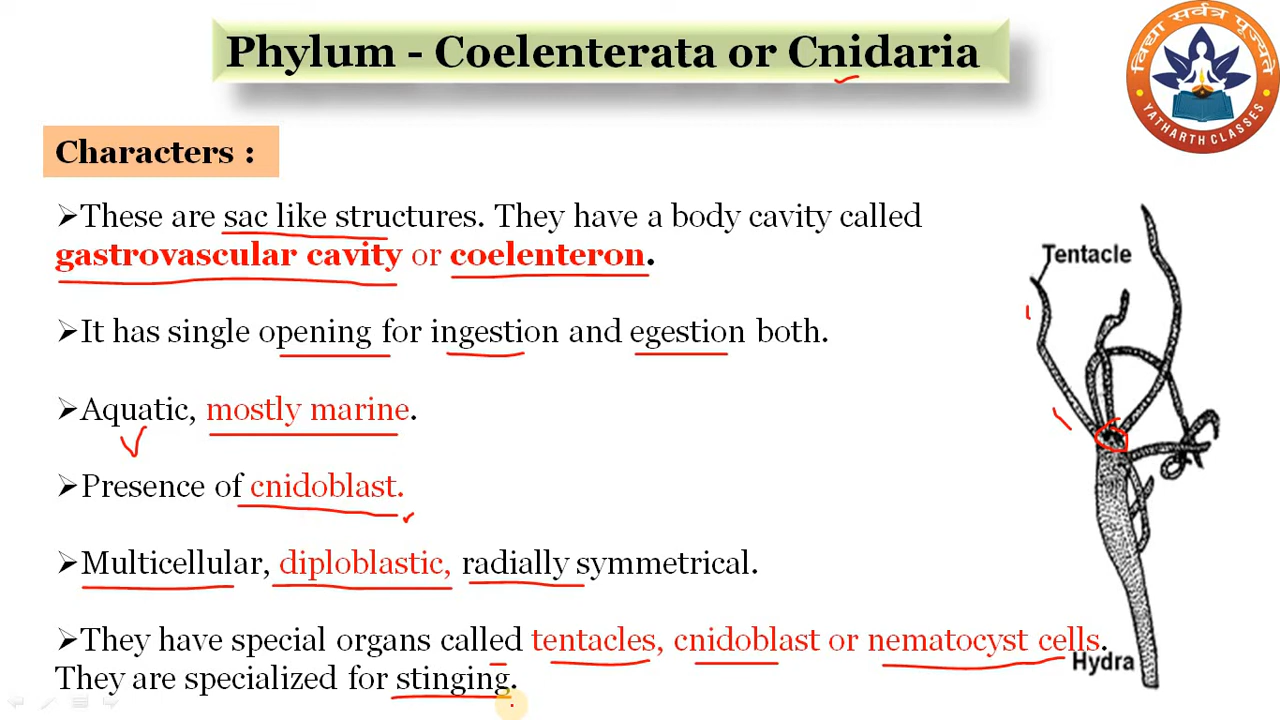 Phylum - Coelenterata or Cnidaria
विद्या सर्वत्र पूज्यते
YATHARTH CLASSES
Characters :
➢These are sac like structures. They have a body cavity called
gastrovascular cavity or coelenteron.
➢It has single opening for ingestion and egestion both.
➢Aquatic, mostly marine.
➢Presence of cnidoblast.
➢Multicellular, diploblastic, radially symmetrical.
➢They have special organs called tentacles, cnidoblast or nematocyst cells.
They are specialized for stinging.
Tentacle
Hydra